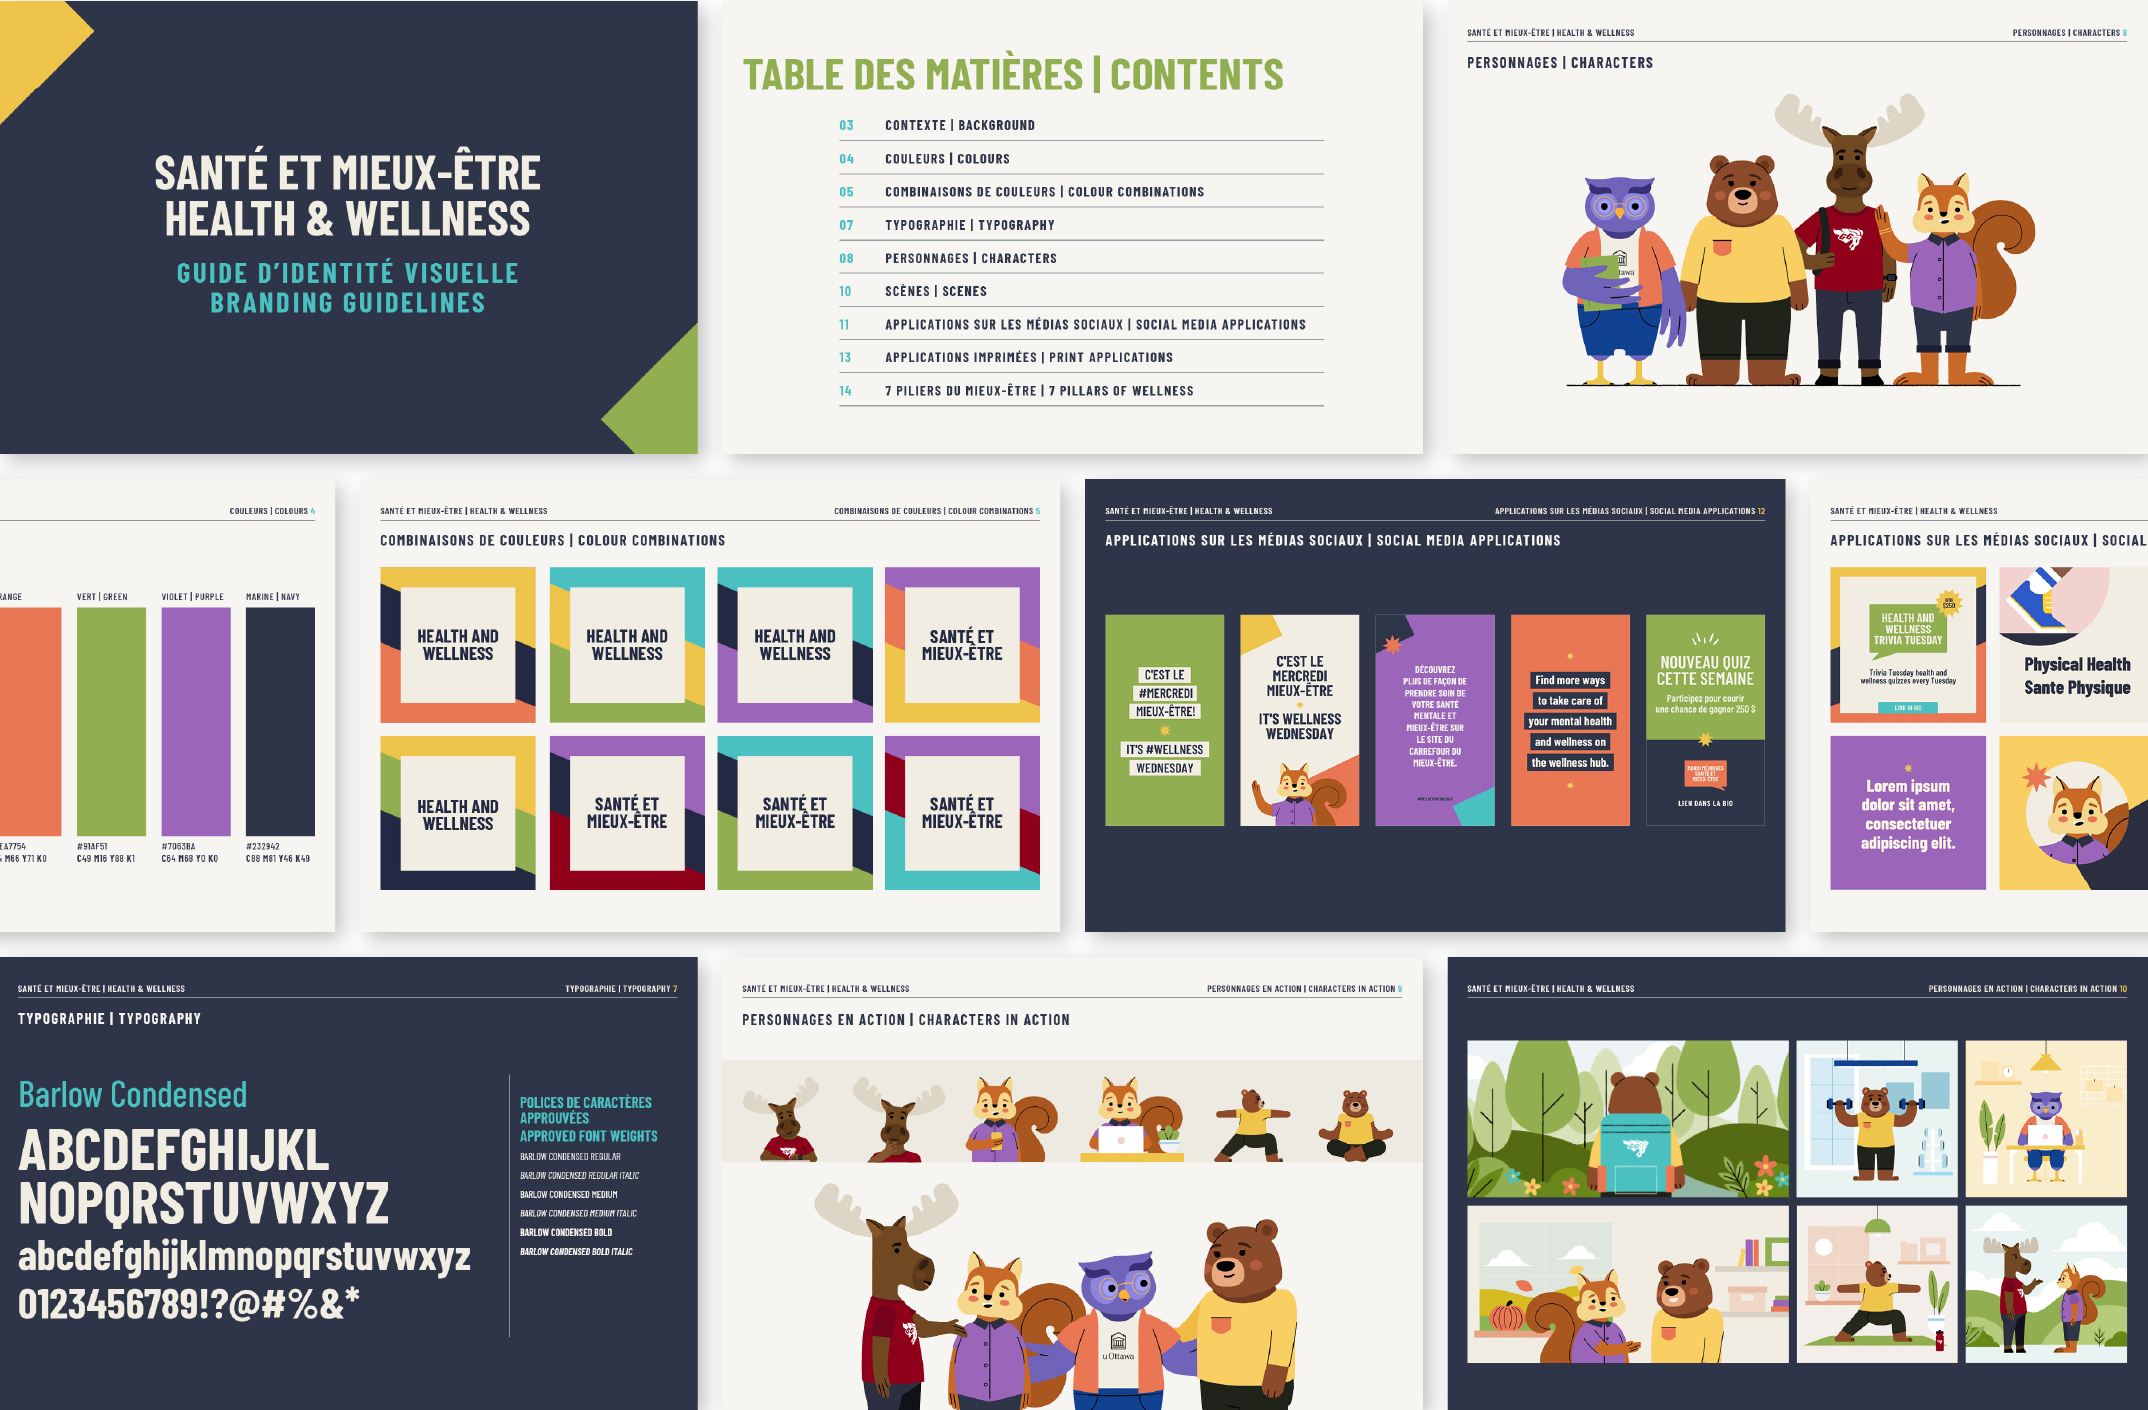 SANTÉ ET MIEUX-ÊTRE
HEALTH & WELLNESS
GUIDE D'IDENTITÉ VISUELLE
BRANDING GUIDELINES
TABLE DES MATIÈRES | CONTENTS
03 CONTEXTE | BACKGROUND
04 COULEURS | COLOURS
05 COMBINAISONS DE COULEURS | COLOUR COMBINATIONS
07 TYPOGRAPHIE | TYPOGRAPHY
08 PERSONNAGES | CHARACTERS
10 SCÈNES | SCENES
11 APPLICATIONS SUR LES MÉDIAS SOCIAUX | SOCIAL MEDIA APPLICATIONS
13 APPLICATIONS IMPRIMÉES | PRINT APPLICATIONS
14 7 PILIERS DU MIEUX-ÊTRE | 7 PILLARS OF WELLNESS
SANTÉ ET MIEUX-ÊTRE | HEALTH & WELLNESS
PERSONNAGES | CHARACTERS 8
PERSONNAGES | CHARACTERS
tawa
COULEURS | COLOURS 4
RANGE
VERT | GREEN
VIOLET | PURPLE
MARINE | NAVY
EA7754
M66 Y71 K0
#91AF51
C49 M16 Y88 K1
#7063BA
C64 M68 Y0 K0
#232942
C88 M81 Y46 K49
SANTÉ ET MIEUX-ÊTRE | HEALTH & WELLNESS
COMBINAISONS DE COULEURS | COLOUR COMBINATIONS 5
COMBINAISONS DE COULEURS | COLOUR COMBINATIONS
HEALTH AND
WELLNESS
HEALTH AND
WELLNESS
HEALTH AND
WELLNESS
SANTÉ ET
MIEUX-ÊTRE
HEALTH AND
WELLNESS
SANTÉ ET
MIEUX-ÊTRE
SANTÉ ET
MIEUX-ÊTRE
SANTÉ ET
MIEUX-ÊTRE
SANTÉ ET MIEUX-ÊTRE | HEALTH & WELLNESS
APPLICATIONS SUR LES MÉDIAS SOCIAUX | SOCIAL MEDIA APPLICATIONS 12
APPLICATIONS SUR LES MÉDIAS SOCIAUX | SOCIAL MEDIA APPLICATIONS
C'EST LE
#MERCREDI
MIEUX-ÊTRE!
IT'S #WELLNESS
WEDNESDAY
C'EST LE
MERCREDI
MIEUX-ÊTRE
IT'S WELLNESS
WEDNESDAY
DÉCOUVREZ
PLUS DE FAÇON DE
PRENDRE SOIN DE
VOTRE SANTÉ
MENTALE ET
MIEUX-ÊTRE SUR
LE SITE DU
CARREFOUR DU
MIEUX-ÊTRE.
Find more ways
to take care of
your mental health
and wellness on
the wellness hub.
NOUVEAU QUIZ
CETTE SEMAINE
Participez pour courir
une chance de gagner 250 $
MARDI MÉNINGES
SANTÉ ET
MIEUX-ÊTRE
LIEN DANS LA BIO
SANTÉ ET MIEUX-ÊTRE | HEALTH & WELLNESS
APPLICATIONS SUR LES MÉDIAS SOCIAUX | SOCIAL
WIN
$250
HEALTH AND
WELLNESS
TRIVIA TUESDAY
Trivia Tuesday health and
wellness quizzes every Tuesday
LINK IN BIO
Physical Health
Sante Physique
Lorem ipsum
dolor sit amet,
consectetuer
adipiscing elit.
SANTÉ ET MIEUX-ÊTRE | HEALTH & WELLNESS
TYPOGRAPHIE | TYPOGRAPHY 7
TYPOGRAPHIE | TYPOGRAPHY
Barlow Condensed
ABCDEFGHIJKL
NOPQRSTUVWXYZ
abcdefghijklmnopqrstuvwxyz
0123456789!?@#%&*
POLICES DE CARACTÈRES
APPROUVÉES
APPROVED FONT WEIGHTS
BARLOW CONDENSED REGULAR
BARLOW CONDENSED REGULAR ITALIC
BARLOW CONDENSED MEDIUM
BARLOW CONDENSED MEDIUM ITALIC
BARLOW CONDENSED BOLD
BARLOW CONDENSED BOLD ITALIC
SANTÉ ET MIEUX-ÊTRE | HEALTH & WELLNESS
PERSONNAGES EN ACTION | CHARACTERS IN ACTION 9
PERSONNAGES EN ACTION | CHARACTERS IN ACTION
uOttawa
SANTÉ ET MIEUX-ÊTRE | HEALTH & WELLNESS
PERSONNAGES EN ACTION | CHARACTERS IN ACTION 10